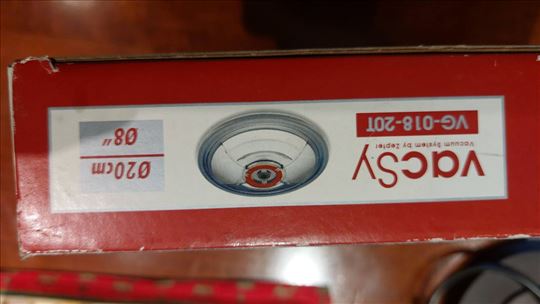 vacSy
Vacuum System by Zepter
VG-018-20T
Ø20cm
Ø8"